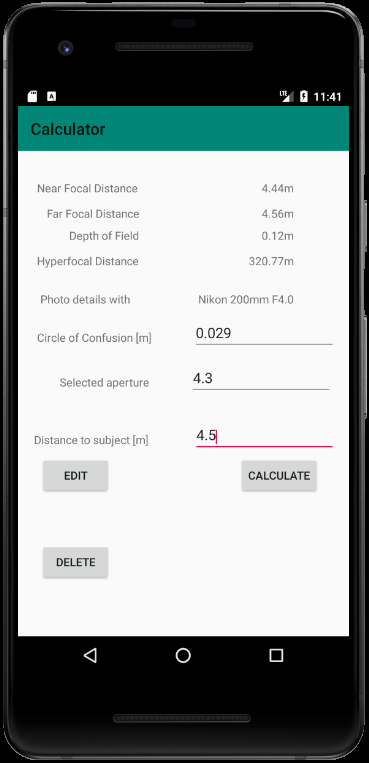 LTE 11:41
Calculator
Near Focal Distance 4.44m
Far Focal Distance 4.56m
Depth of Field 0.12m
Hyperfocal Distance 320.77m
Photo details with Nikon 200mm F4.0
Circle of Confusion [m] 0.029
Selected aperture 4.3
Distance to subject [m] 4.5
EDIT CALCULATE
DELETE